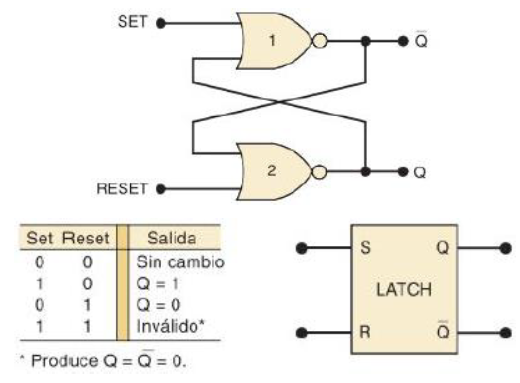 SET
1
Q̅
2
Q
RESET
Set Reset Salida
0 0 Sin cambio
1 0 Q = 1
0 1 Q = 0
1 1 Inválido*
* Produce Q = Q̅ = 0.
S Q
LATCH
R Q̅